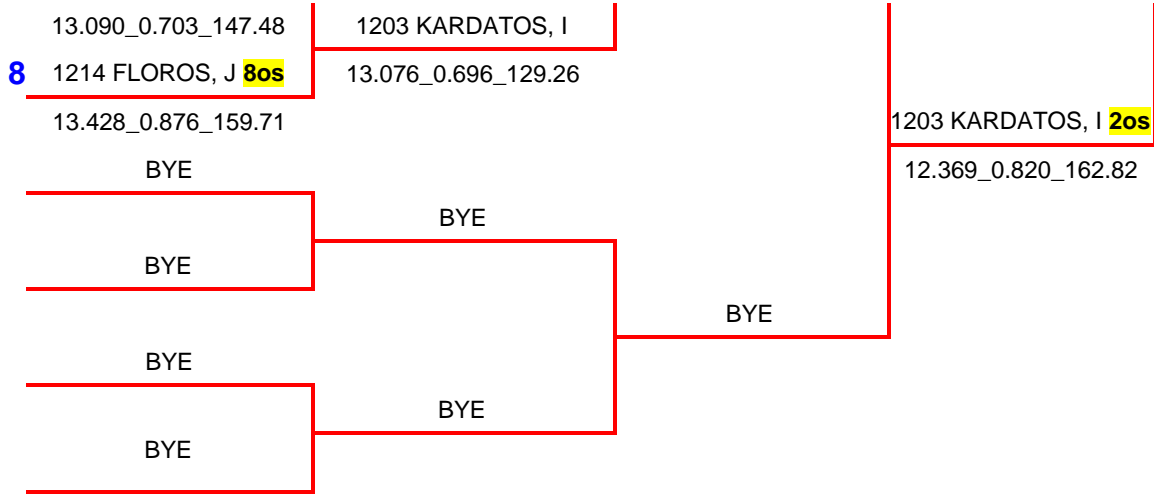 13.090_0.703_147.48
1203 KARDATOS, I
8 1214 FLOROS, J 8os
13.076_0.696_129.26
13.428_0.876_159.71
1203 KARDATOS, I 2os
12.369_0.820_162.82
BYE
BYE
BYE
BYE
BYE
BYE
BYE